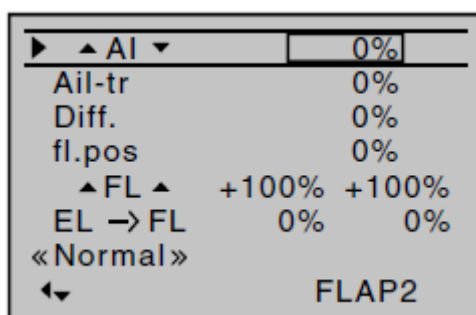 ▶ ▲ AI ▼ 0%
Ail-tr 0%
Diff. 0%
fl.pos 0%
▲ FL ▲ +100% +100%
EL –> FL 0% 0%
«Normal»
FLAP2